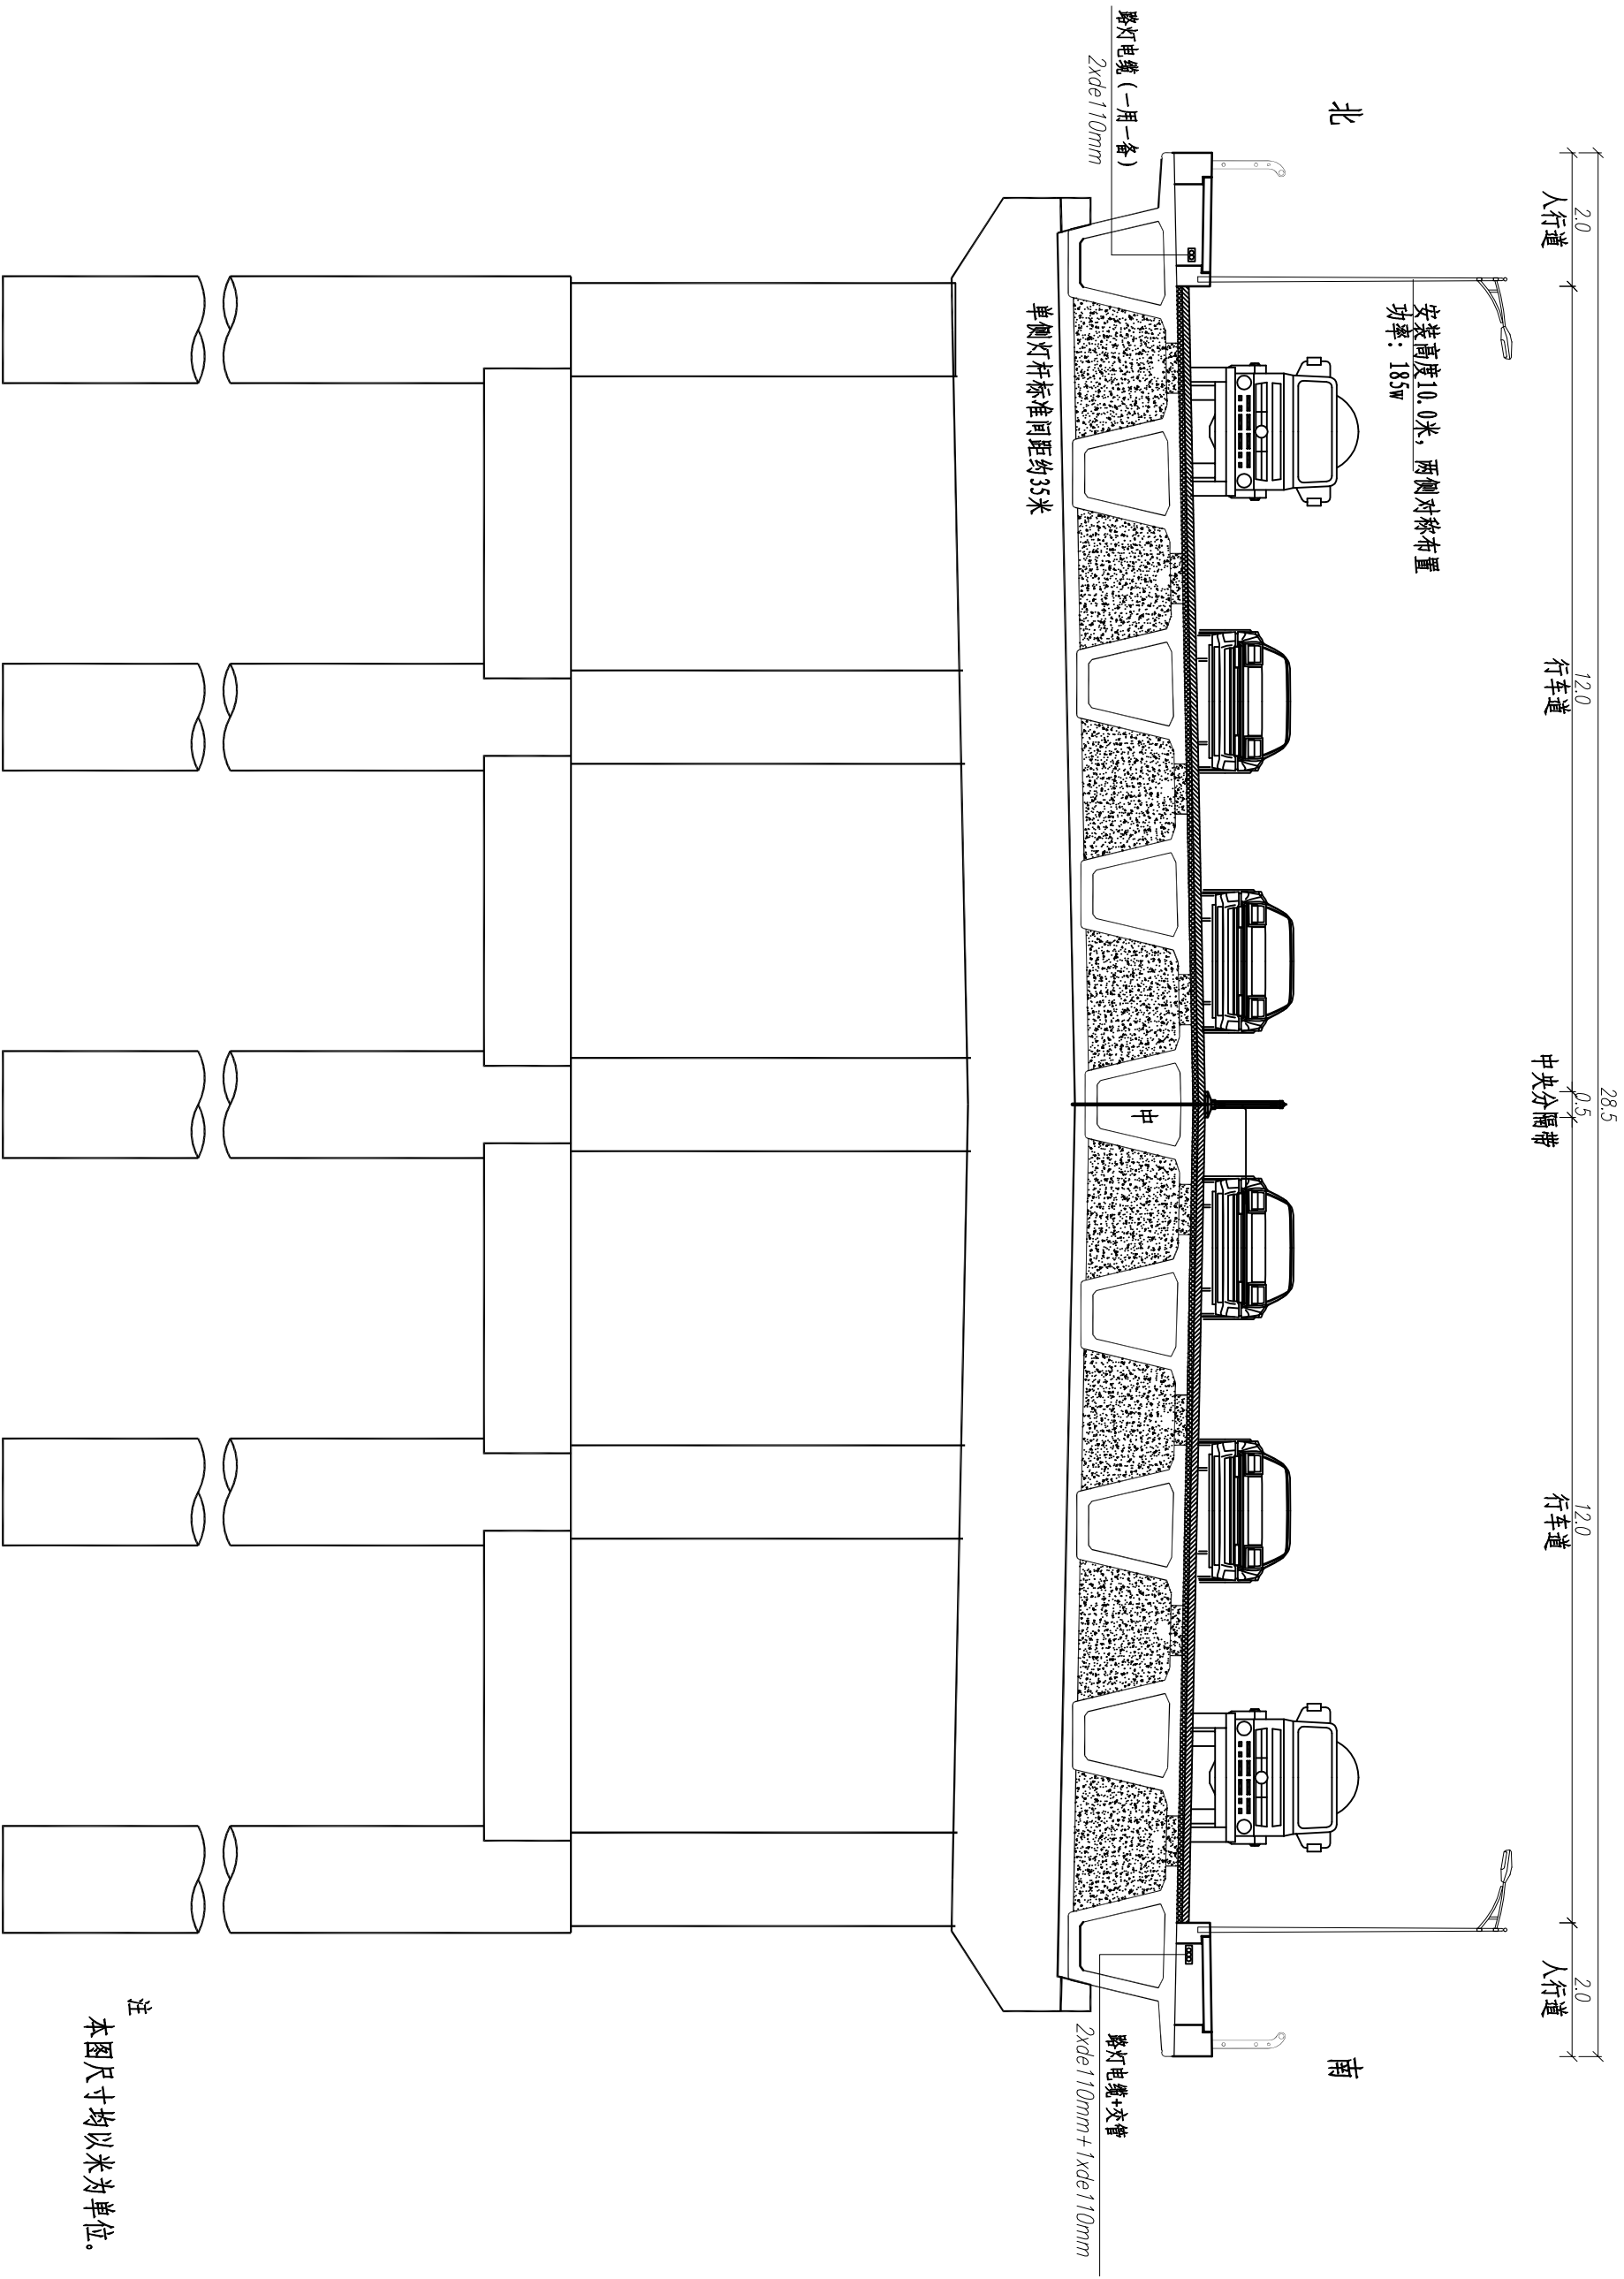 28.5
2.0
12.0
0.5
12.0
2.0
人行道
行车道
中央分隔带
行车道
人行道
北
南
安装高度10.0米，两侧对称布置
功率：185w
路灯电缆（一用一备）
2xde110mm
中
路灯电缆+交管
2xde110mm+1xde110mm
单侧灯杆标准间距约35米
注
本图尺寸均以米为单位。